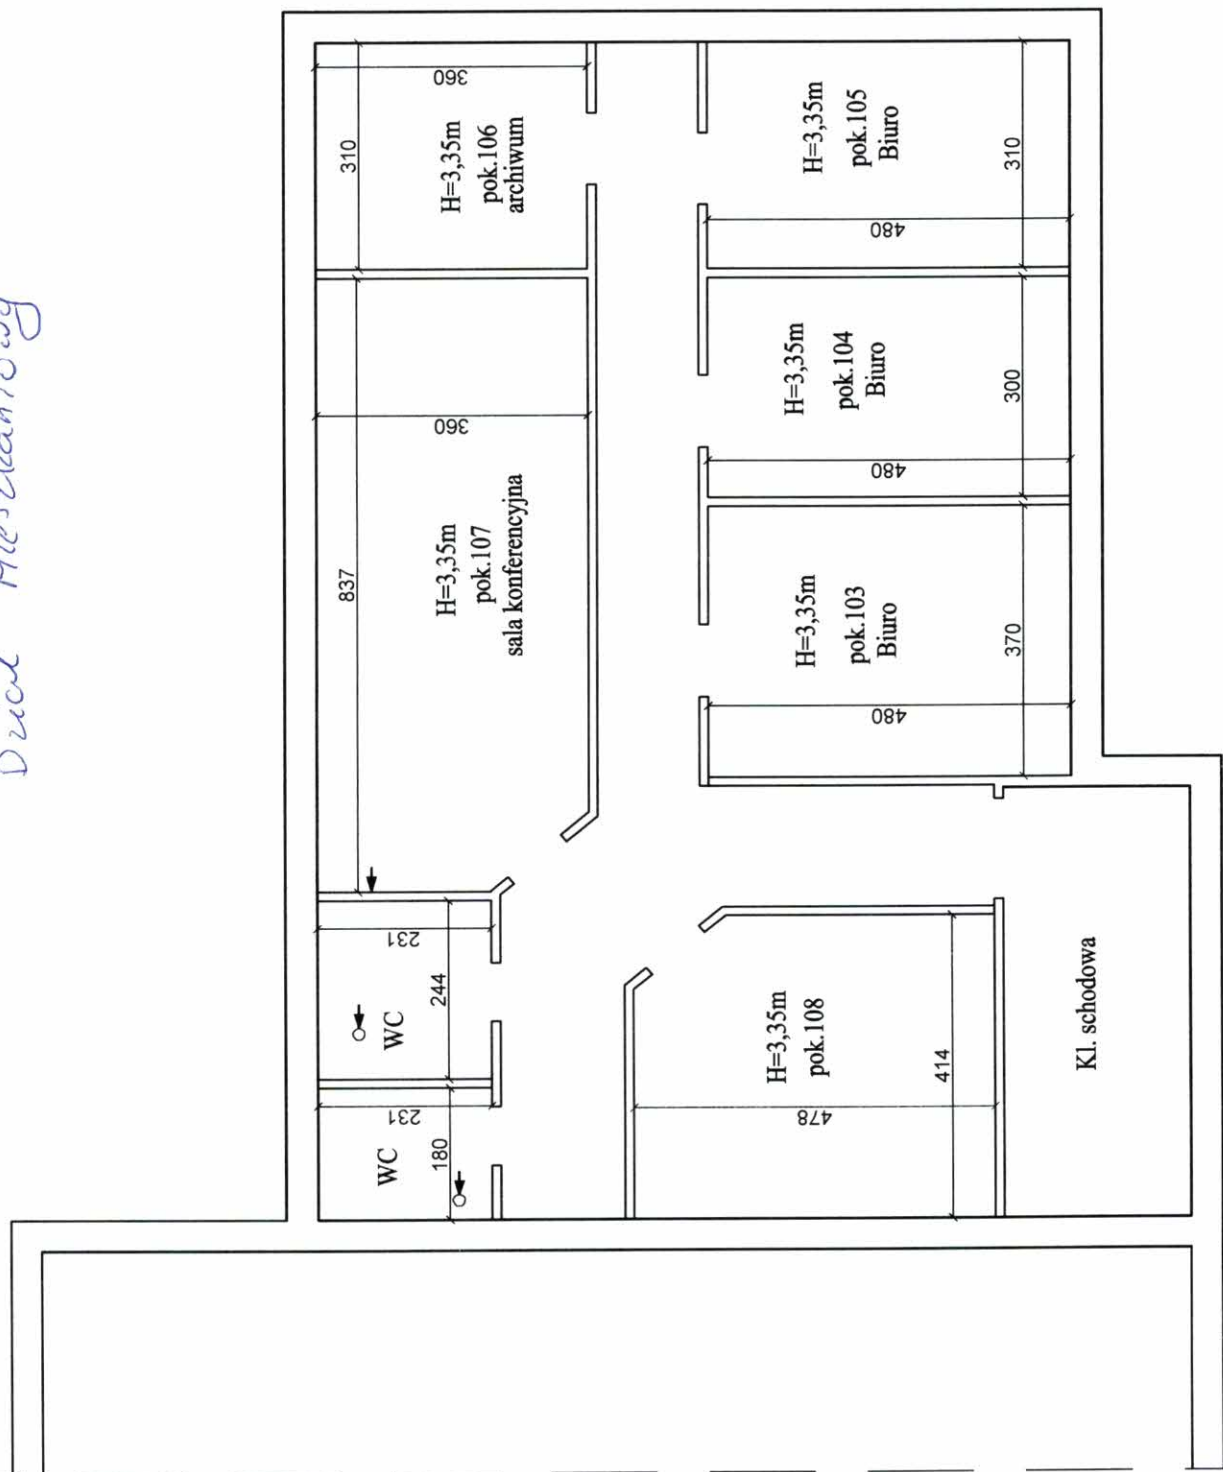 Dział Mieszkaniowy
360
310
H=3,35m
pok.106
archiwum
837
360
H=3,35m
pok.107
sala konferencyjna
231
244
WC
231
180
WC
H=3,35m
pok.105
Biuro
480
310
H=3,35m
pok.104
Biuro
480
300
H=3,35m
pok.103
Biuro
480
370
H=3,35m
pok.108
478
414
Kl. schodowa